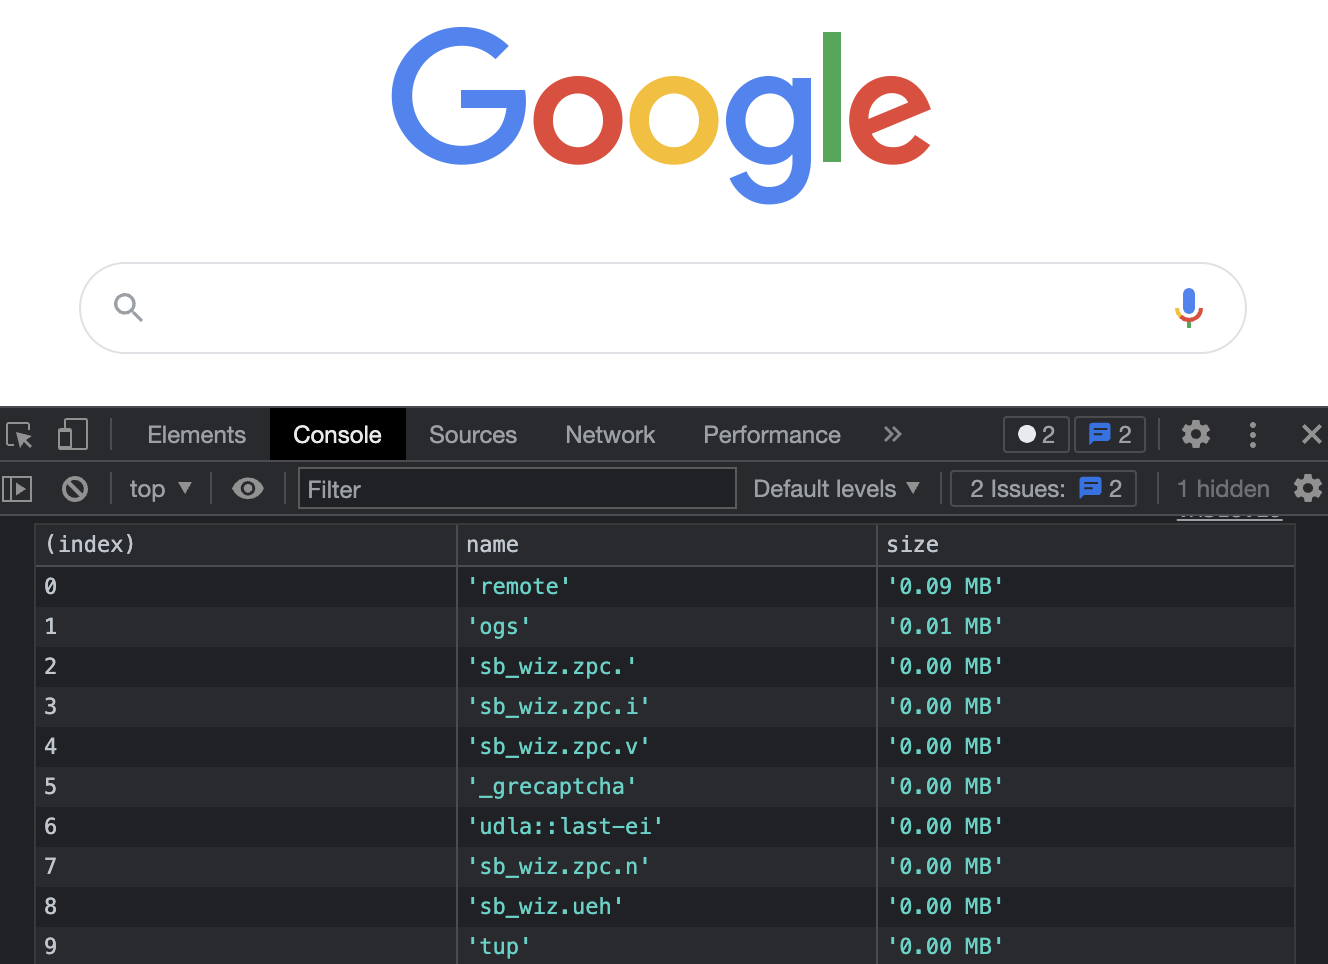 Google
Elements Console Sources Network Performance » 2 2
top ▼ Filter Default levels ▼ 2 Issues: 2 1 hidden
(index) name size
0 'remote' '0.09 MB'
1 'ogs' '0.01 MB'
2 'sb_wiz.zpc.' '0.00 MB'
3 'sb_wiz.zpc.i' '0.00 MB'
4 'sb_wiz.zpc.v' '0.00 MB'
5 '_grecaptcha' '0.00 MB'
6 'udla::last-ei' '0.00 MB'
7 'sb_wiz.zpc.n' '0.00 MB'
8 'sb_wiz.ueh' '0.00 MB'
9 'tup' '0.00 MB'